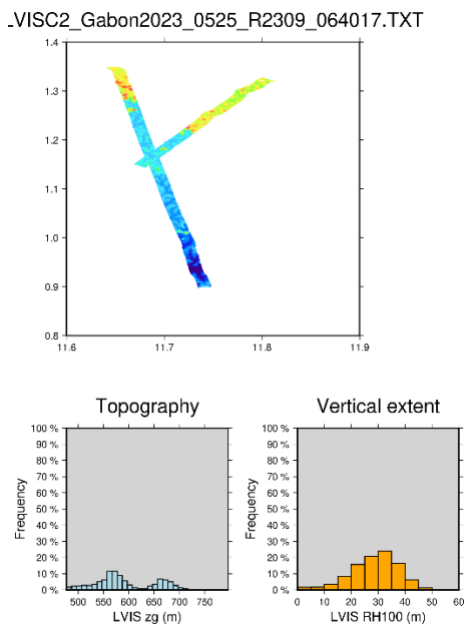 _VISC2_Gabon2023_0525_R2309_064017.TXT
1.4
1.3
1.2
1.1
1.0
0.9
0.8
11.6 11.7 11.8 11.9
Topography
Frequency
100 %
90 %
80 %
70 %
60 %
50 %
40 %
30 %
20 %
10 %
0 %
500 550 600 650 700 750
LVIS zg (m)
Vertical extent
Frequency
100 %
90 %
80 %
70 %
60 %
50 %
40 %
30 %
20 %
10 %
0 %
0 10 20 30 40 50 60
LVIS RH100 (m)